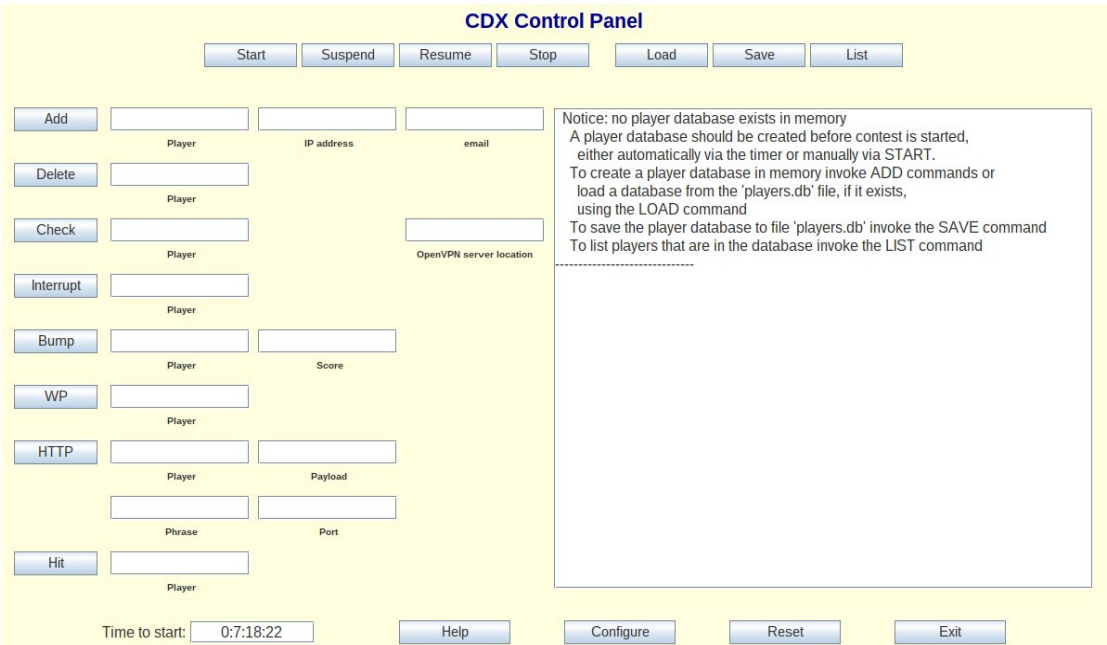 CDX Control Panel
Start Suspend Resume Stop Load Save List
Add
Player IP address email
Delete
Player
Check
Player OpenVPN server location
Interrupt
Player
Bump
Player Score
WP
Player
HTTP
Player Payload
Phrase Port
Hit
Player
Notice: no player database exists in memory
A player database should be created before contest is started,
either automatically via the timer or manually via START.
To create a player database in memory invoke ADD commands or
load a database from the 'players.db' file, if it exists,
using the LOAD command
To save the player database to file 'players.db' invoke the SAVE command
To list players that are in the database invoke the LIST command
------------------------------
Time to start: 0:7:18:22 Help Configure Reset Exit